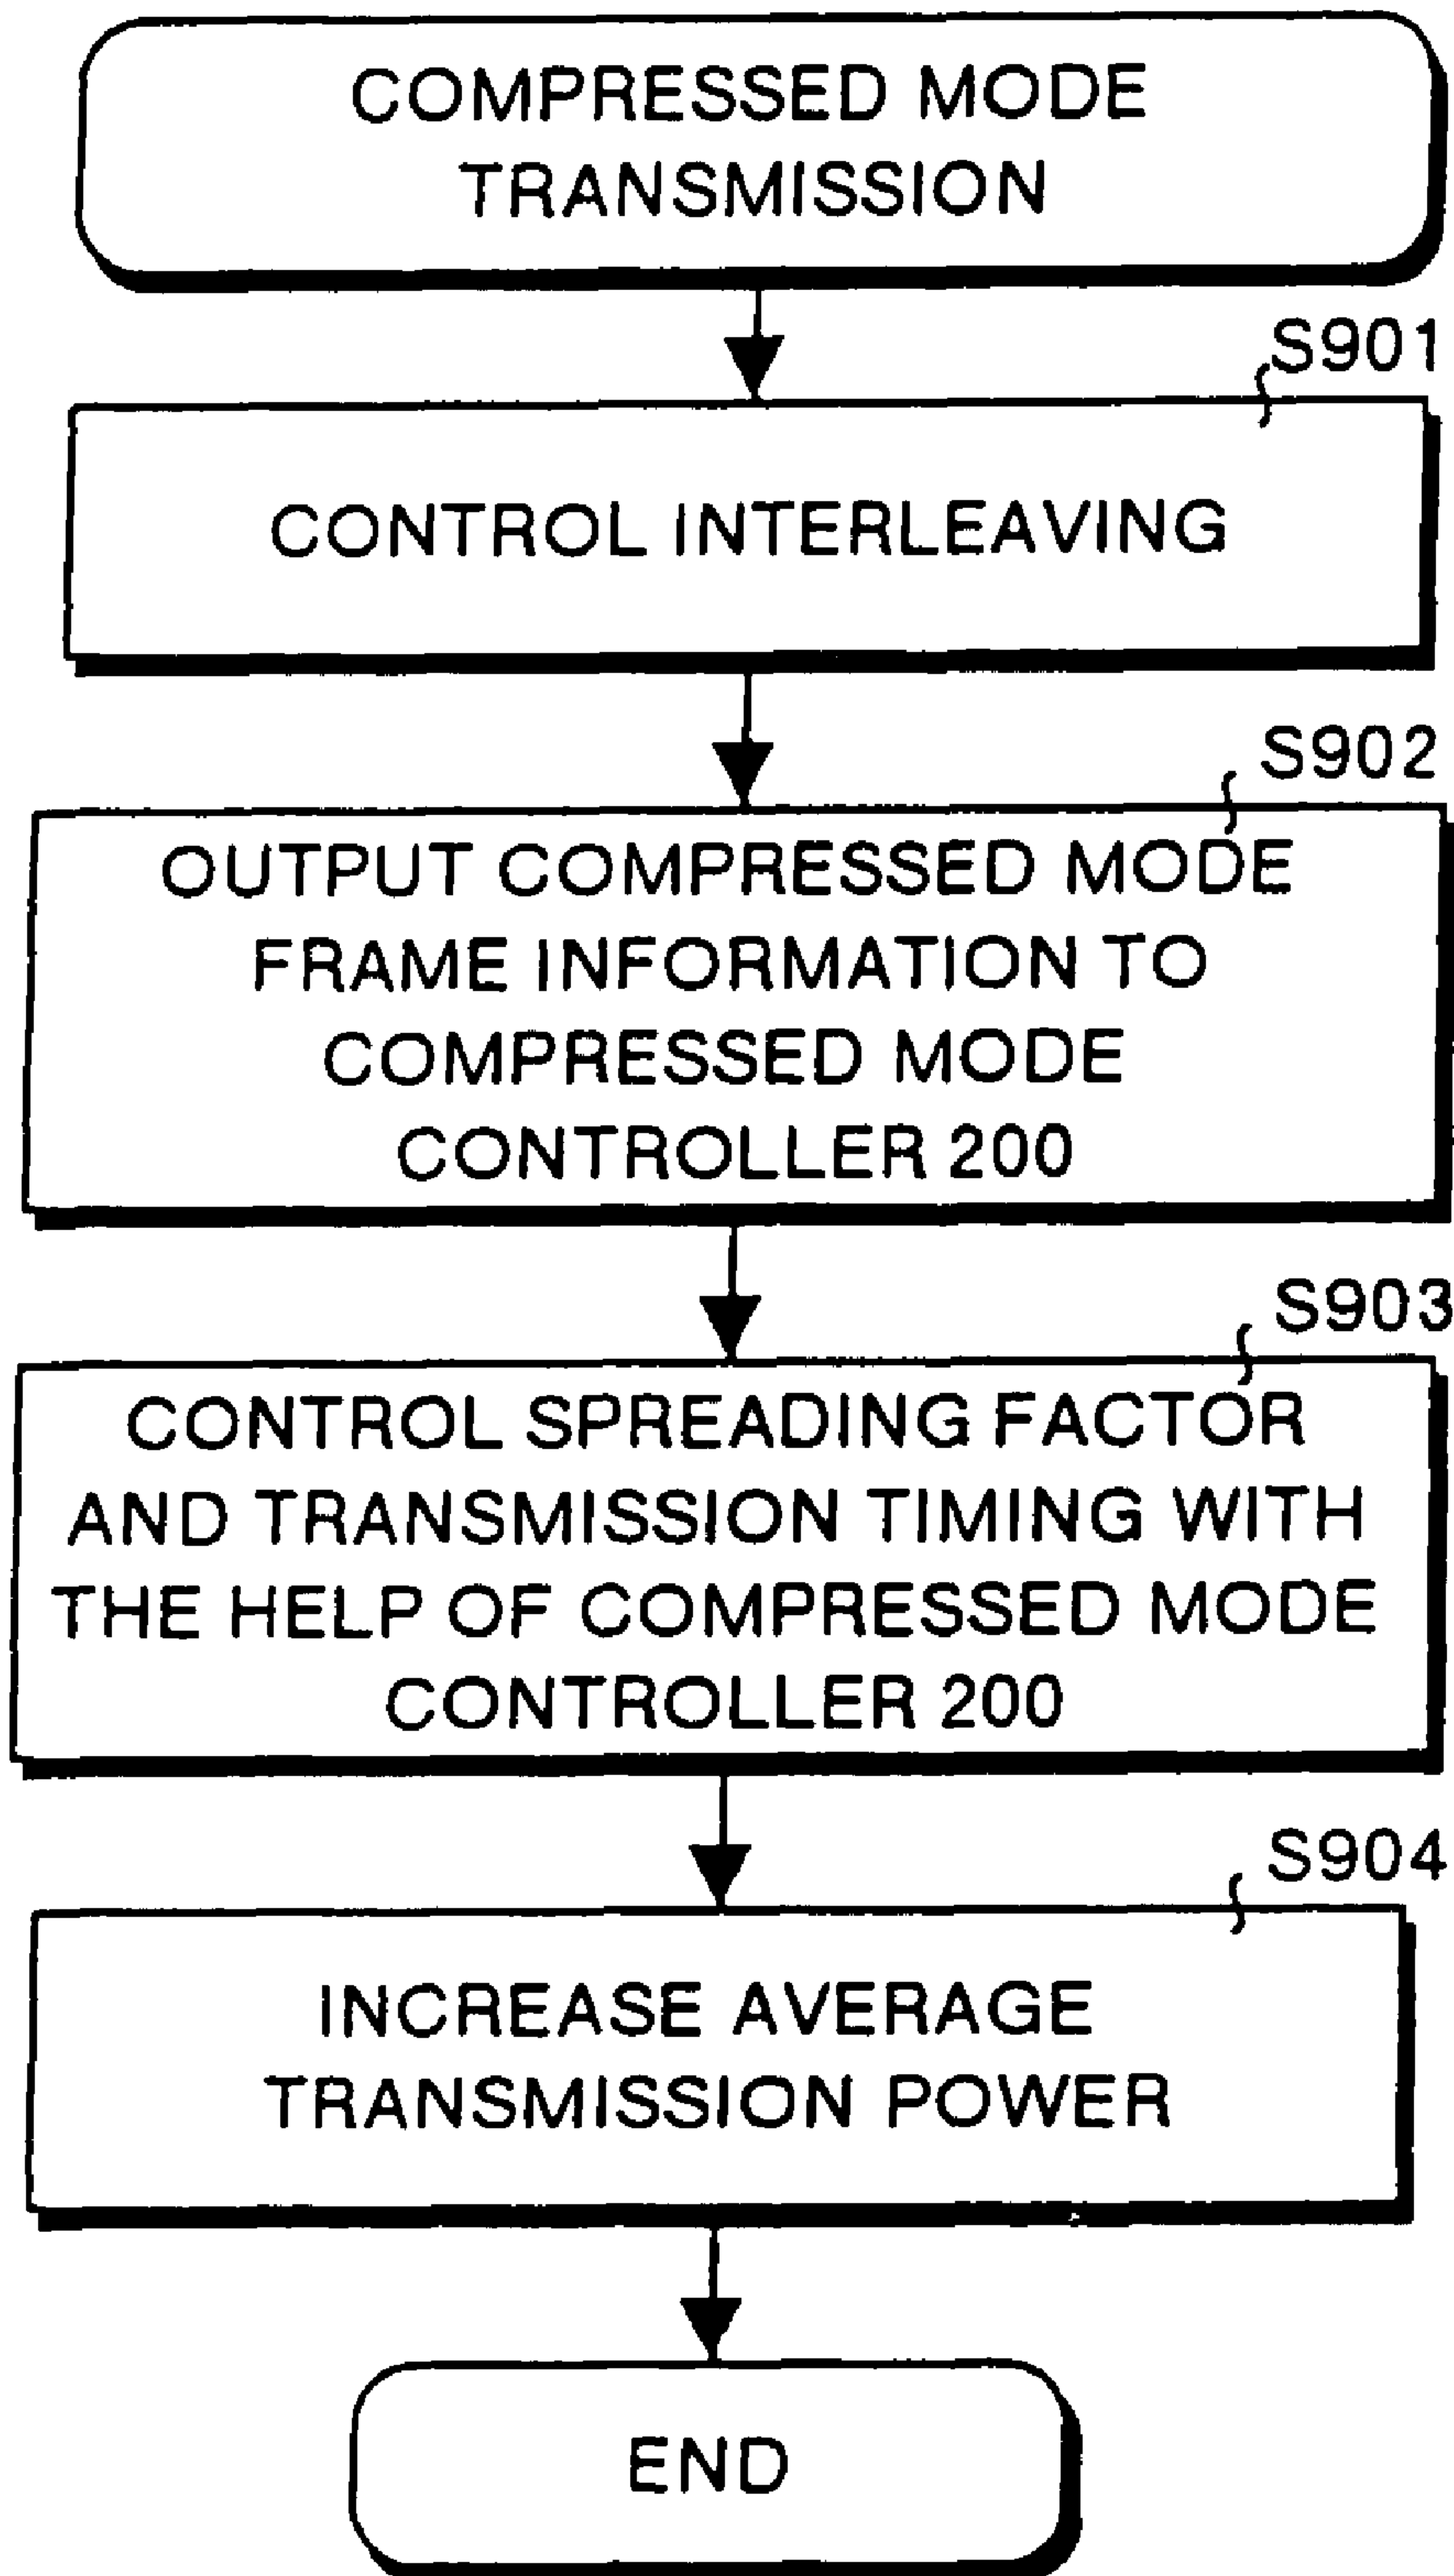 COMPRESSED MODE
TRANSMISSION
S901
CONTROL INTERLEAVING
S902
OUTPUT COMPRESSED MODE
FRAME INFORMATION TO
COMPRESSED MODE
CONTROLLER 200
S903
CONTROL SPREADING FACTOR
AND TRANSMISSION TIMING WITH
THE HELP OF COMPRESSED MODE
CONTROLLER 200
S904
INCREASE AVERAGE
TRANSMISSION POWER
END